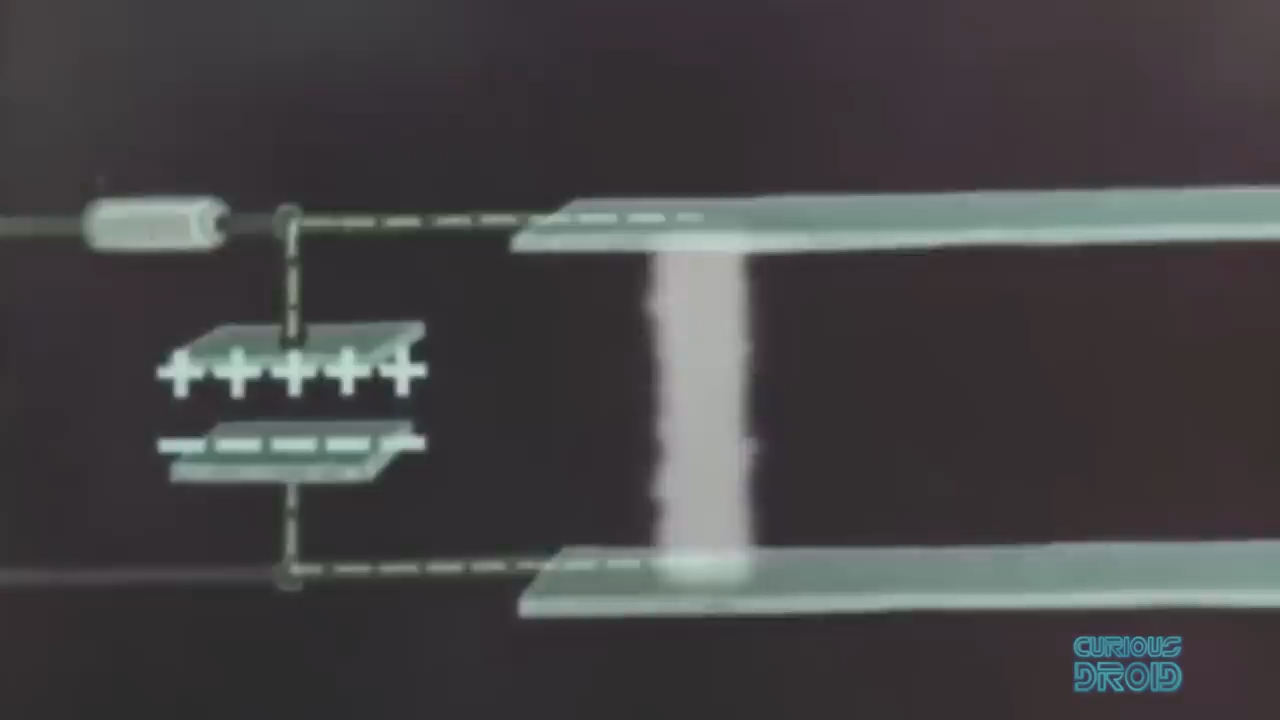 + + + + +
- - - - -
CURIOUS
DROID